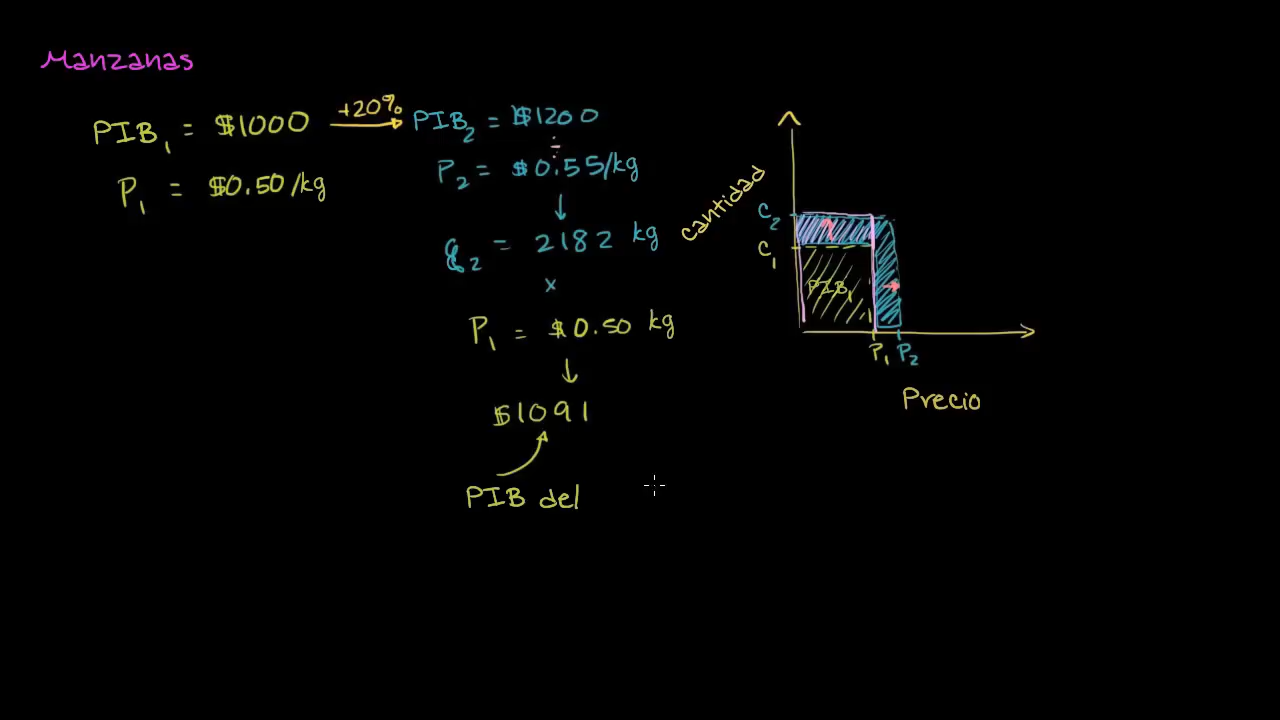 Manzanas
PIB₁ = $1000
+20%
PIB₂ = $1200
P₁ = $0.50/kg
÷
P₂ = $0.55/kg
↓
q₂ = 2182 kg
x
P₁ = $0.50 kg
↓
$1091
PIB del
cantidad
C₂
C₁
PIB₁
P₁ P₂
Precio